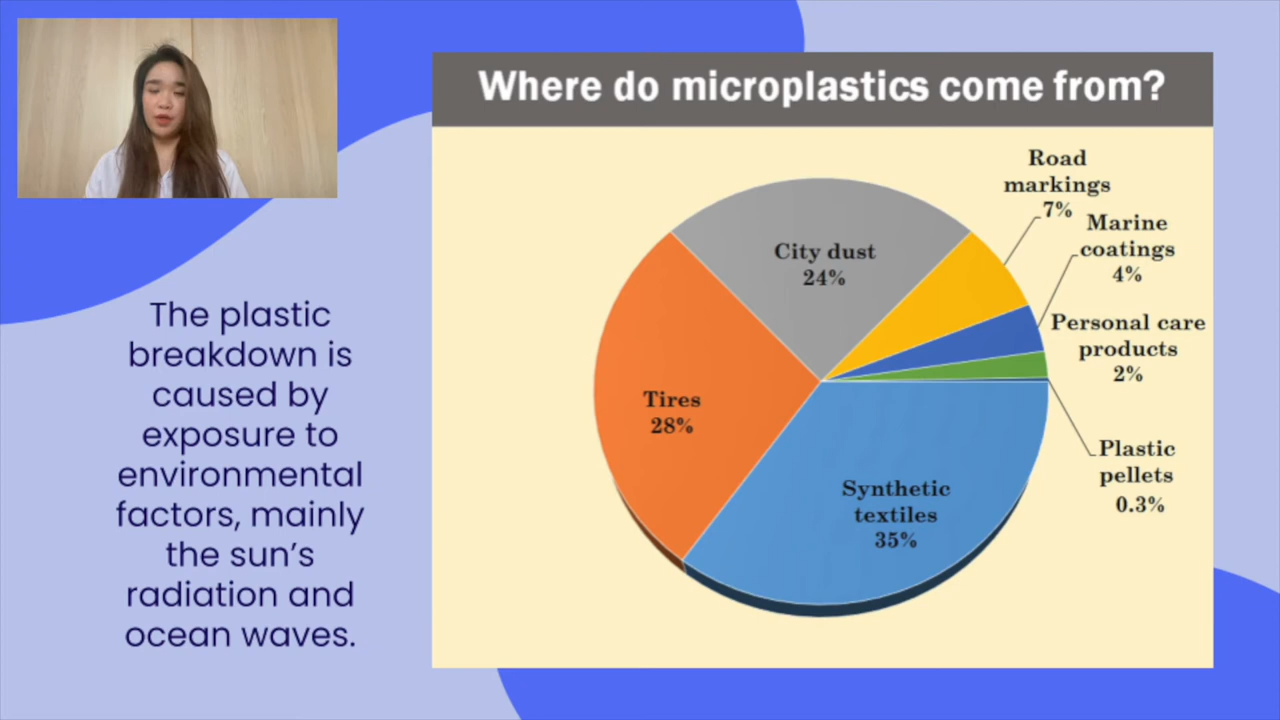 Where do microplastics come from?
Road
markings
7%
Marine
coatings
4%
City dust
24%
Personal care
products
2%
Tires
28%
Plastic
pellets
0.3%
Synthetic
textiles
35%
The plastic
breakdown is
caused by
exposure to
environmental
factors, mainly
the sun’s
radiation and
ocean waves.